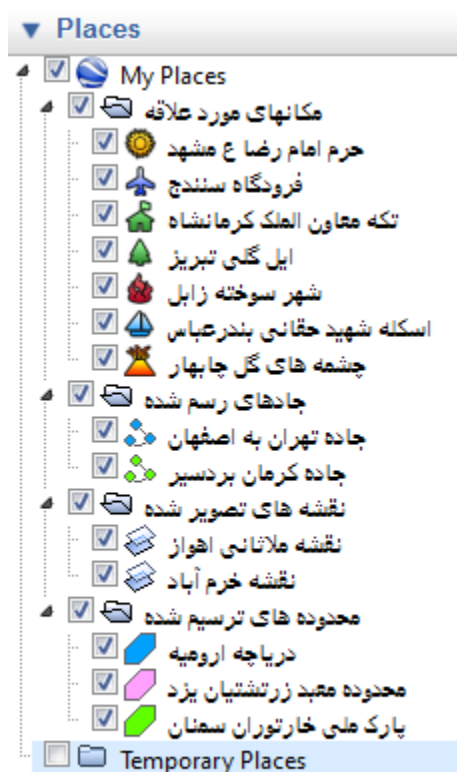 Places
My Places
مکانهای مورد علاقه
حرم امام رضا ع مشهد
فرودگاه سنندج
تکه معاون الملک کرمانشاه
ایل گلی تبریز
شهر سوخته زابل
اسکله شهید حقانی بندرعباس
چشمه های گل چابهار
جادهای رسم شده
جاده تهران به اصفهان
جاده کرمان بردسیر
نقشه های تصویر شده
نقشه ملاثانی اهواز
نقشه خرم آباد
محدوده های ترسیم شده
دریاچه ارومیه
محدوده معبد زرتشتیان یزد
پارک ملی خارتوران سمنان
Temporary Places